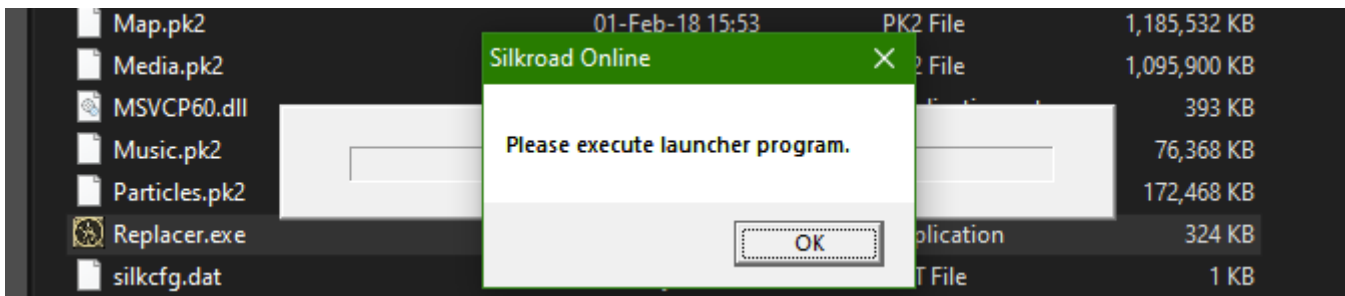 Map.pk2 01-Feb-18 15:53 PK2 File 1,185,532 KB
Silkroad Online
Media.pk2 2 File 1,095,900 KB
MSVCP60.dll 393 KB
Please execute launcher program.
Music.pk2 76,368 KB
Particles.pk2 172,468 KB
Replacer.exe plication 324 KB
OK
silkcfg.dat T File 1 KB